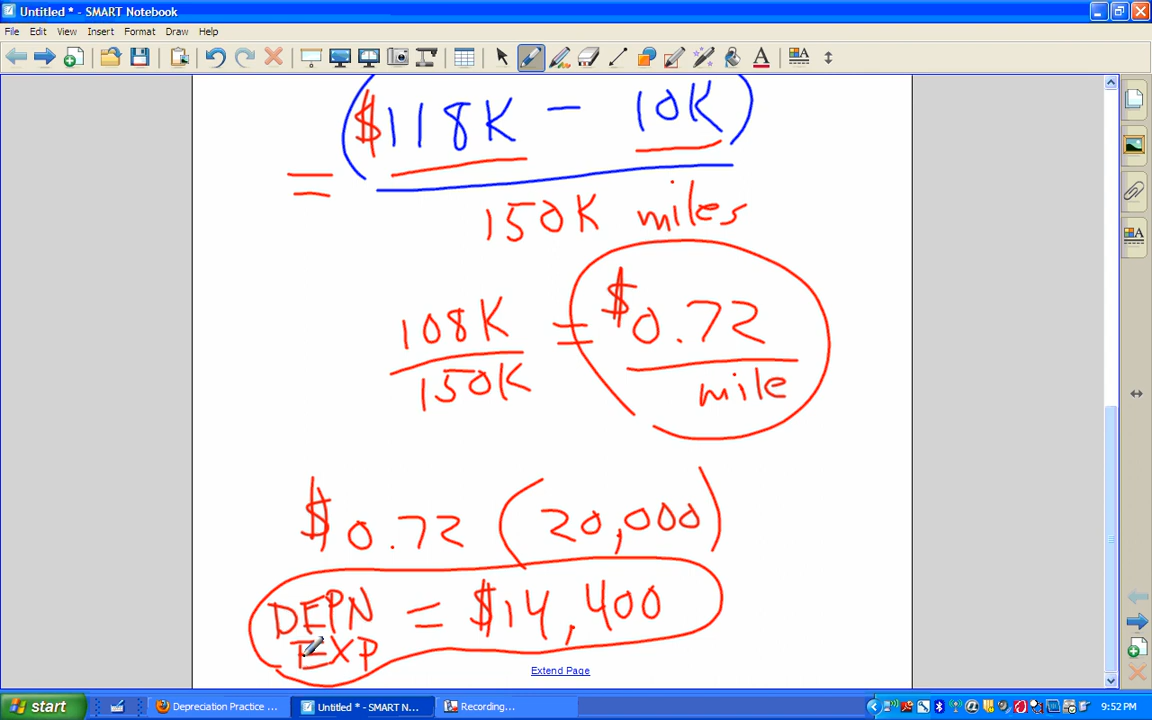 Untitled * - SMART Notebook
File Edit View Insert Format Draw Help
($118K - 10K)
=
150K miles
108K = $0.72
150K mile
$0.72 (20,000)
DEPN = $14,400
EXP
Extend Page
start Depreciation Practice ... Untitled * - SMART N... Recording... 9:52 PM